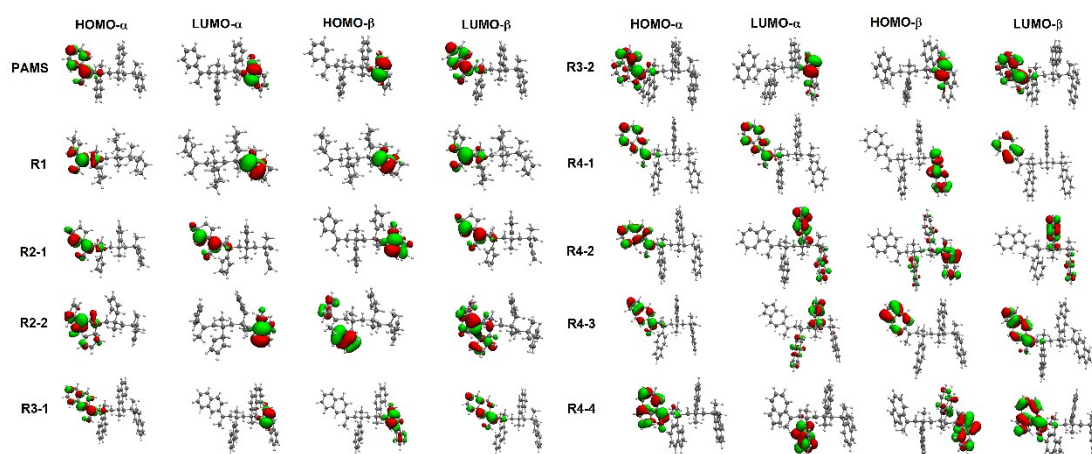 HOMO-α LUMO-α HOMO-β LUMO-β
PAMS
R1
R2-1
R2-2
R3-1
HOMO-α LUMO-α HOMO-β LUMO-β
R3-2
R4-1
R4-2
R4-3
R4-4